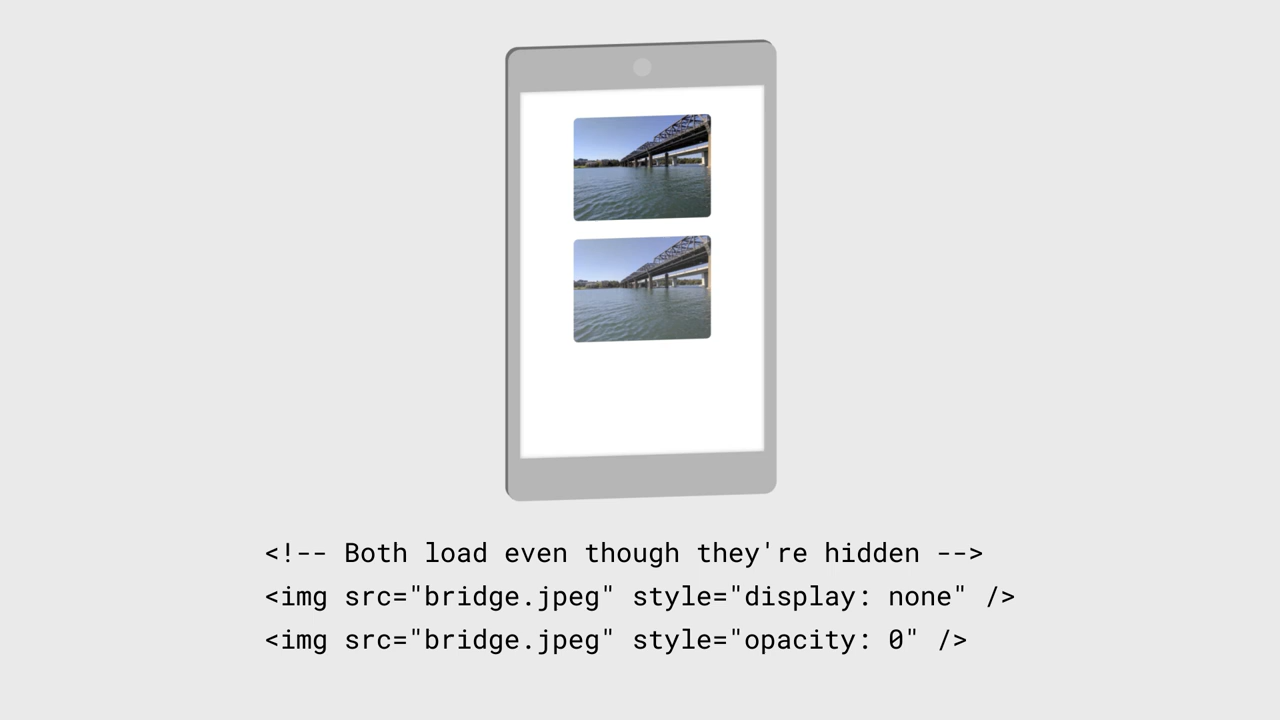 <!-- Both load even though they're hidden -->
<img src="bridge.jpeg" style="display: none" />
<img src="bridge.jpeg" style="opacity: 0" />